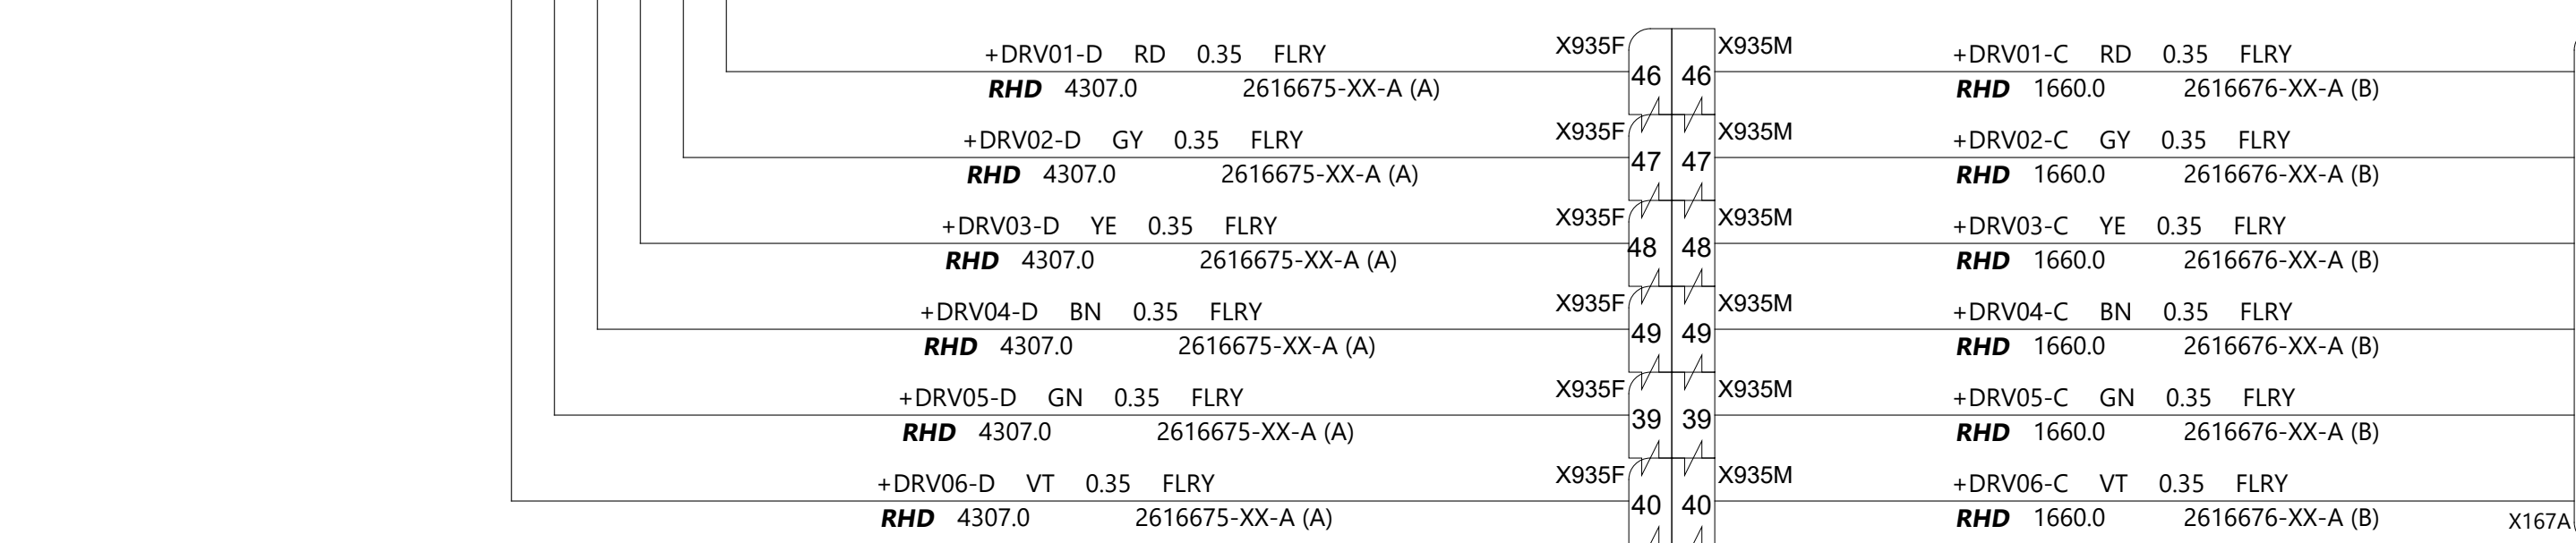 X935F X935M
+DRV01-D RD 0.35 FLRY 46 46 +DRV01-C RD 0.35 FLRY
RHD 4307.0 2616675-XX-A (A) RHD 1660.0 2616676-XX-A (B)
X935F X935M
+DRV02-D GY 0.35 FLRY 47 47 +DRV02-C GY 0.35 FLRY
RHD 4307.0 2616675-XX-A (A) RHD 1660.0 2616676-XX-A (B)
X935F X935M
+DRV03-D YE 0.35 FLRY 48 48 +DRV03-C YE 0.35 FLRY
RHD 4307.0 2616675-XX-A (A) RHD 1660.0 2616676-XX-A (B)
X935F X935M
+DRV04-D BN 0.35 FLRY 49 49 +DRV04-C BN 0.35 FLRY
RHD 4307.0 2616675-XX-A (A) RHD 1660.0 2616676-XX-A (B)
X935F X935M
+DRV05-D GN 0.35 FLRY 39 39 +DRV05-C GN 0.35 FLRY
RHD 4307.0 2616675-XX-A (A) RHD 1660.0 2616676-XX-A (B)
X935F X935M
+DRV06-D VT 0.35 FLRY 40 40 +DRV06-C VT 0.35 FLRY
RHD 4307.0 2616675-XX-A (A) RHD 1660.0 2616676-XX-A (B) X167A